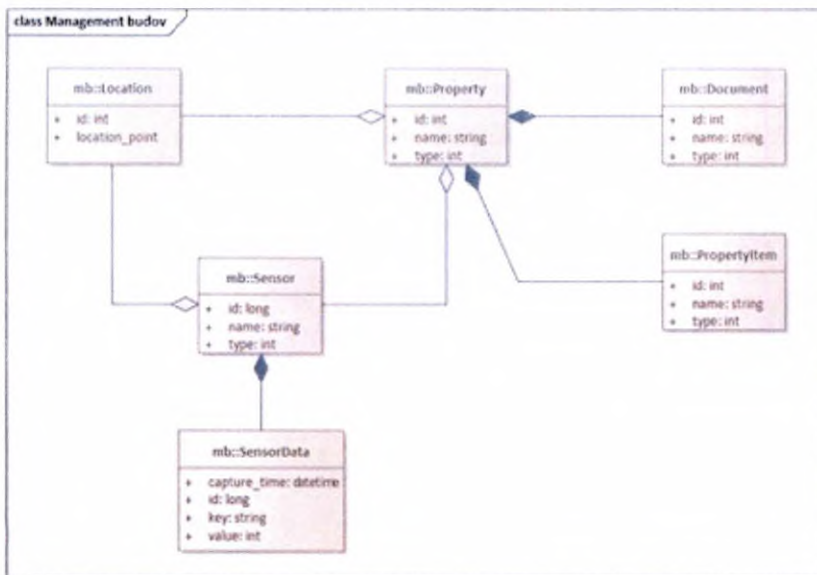 class Management budov
mb::Location
+ id: int
+ location_point
mb::Property
+ id: int
+ name: string
+ type: int
mb::Document
+ id: int
+ name: string
+ type: int
mb::Sensor
+ id: long
+ name: string
+ type: int
mb::PropertyItem
+ id: int
+ name: string
+ type: int
mb::SensorData
+ capture_time: datetime
+ id: long
+ key: string
+ value: int